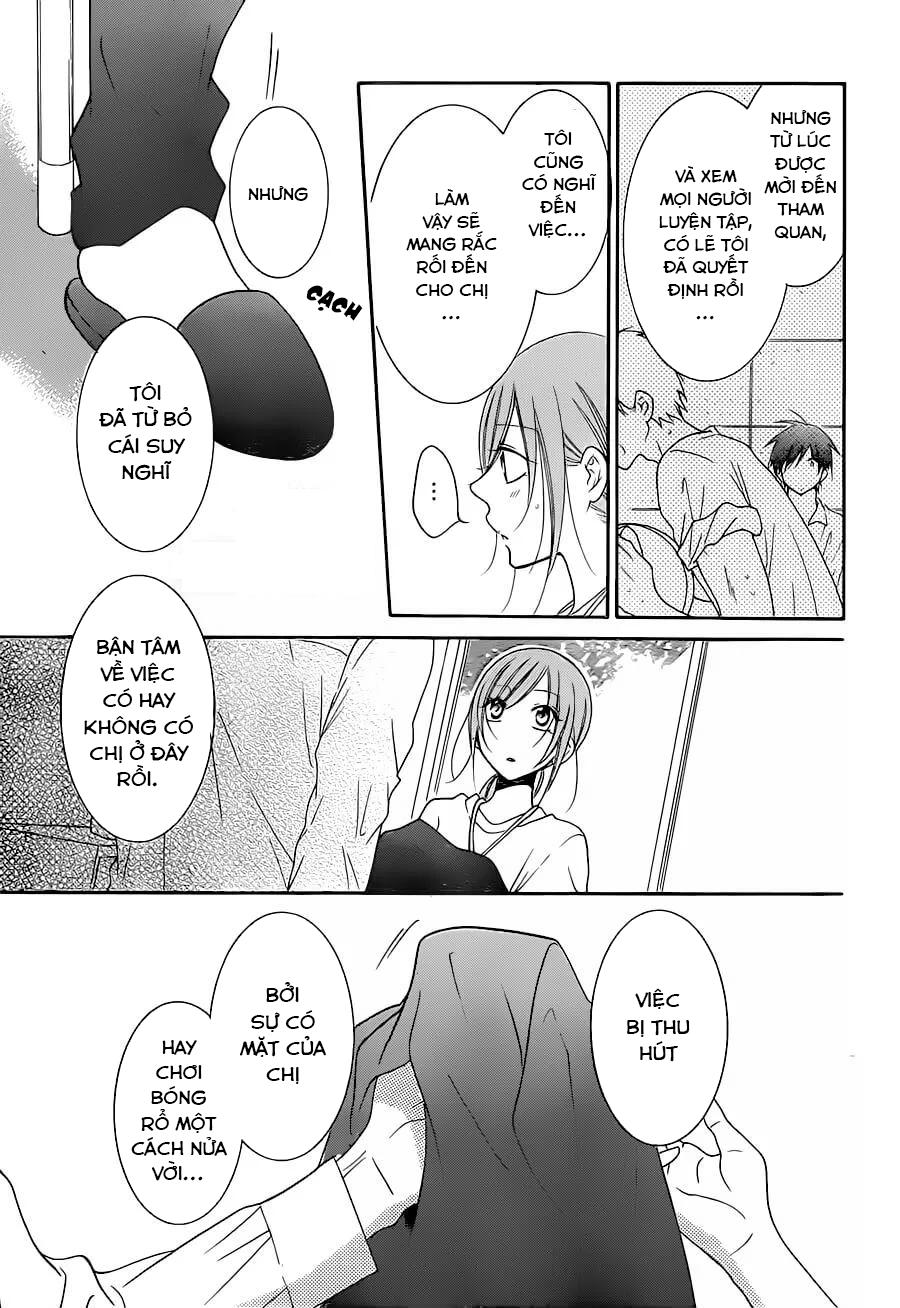 NHƯNG
TỪ LÚC
ĐƯỢC
MỜI ĐẾN
THAM
QUAN,
VÀ XEM
MỌI NGƯỜI
LUYỆN TẬP,
CÓ LẼ TÔI
ĐÃ QUYẾT
ĐỊNH RỒI
...
TÔI
CŨNG
CÓ NGHĨ
ĐẾN
VIỆC...
LÀM
VẬY SẼ
MANG RẮC
RỐI ĐẾN
CHO CHỊ
...
...
NHƯNG
CẠCH
TÔI
ĐÃ TỪ BỎ
CÁI SUY
NGHĨ
BẬN TÂM
VỀ VIỆC
CÓ HAY
KHÔNG CÓ
CHỊ Ở ĐÂY
RỒI.
VIỆC
BỊ THU
HÚT
BỞI
SỰ CÓ
MẶT CỦA
CHỊ
HAY
CHƠI
BÓNG
RỔ MỘT
CÁCH NỬA
VỜI...